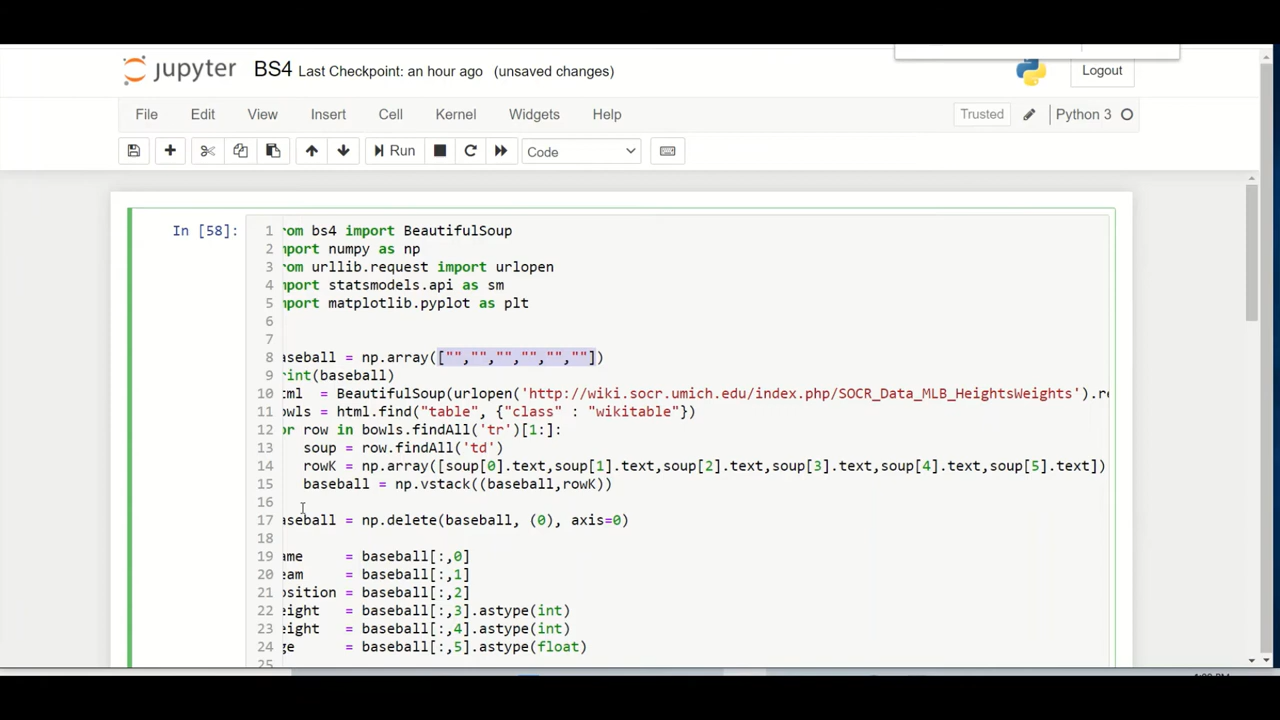 jupyter BS4 Last Checkpoint: an hour ago (unsaved changes) Logout
File Edit View Insert Cell Kernel Widgets Help Trusted Python 3
Run Code
In [58]:
1 rom bs4 import BeautifulSoup
2 mport numpy as np
3 rom urllib.request import urlopen
4 mport statsmodels.api as sm
5 mport matplotlib.pyplot as plt
6
7
8 aseball = np.array(["","","","","",""])
9 rint(baseball)
10 tml = BeautifulSoup(urlopen('http://wiki.socr.umich.edu/index.php/SOCR_Data_MLB_HeightsWeights').re
11 owls = html.find("table", {"class" : "wikitable"})
12 or row in bowls.findAll('tr')[1:]:
13 soup = row.findAll('td')
14 rowK = np.array([soup[0].text,soup[1].text,soup[2].text,soup[3].text,soup[4].text,soup[5].text])
15 baseball = np.vstack((baseball,rowK))
16
17 aseball = np.delete(baseball, (0), axis=0)
18
19 ame = baseball[:,0]
20 eam = baseball[:,1]
21 osition = baseball[:,2]
22 eight = baseball[:,3].astype(int)
23 eight = baseball[:,4].astype(int)
24 ge = baseball[:,5].astype(float)
25